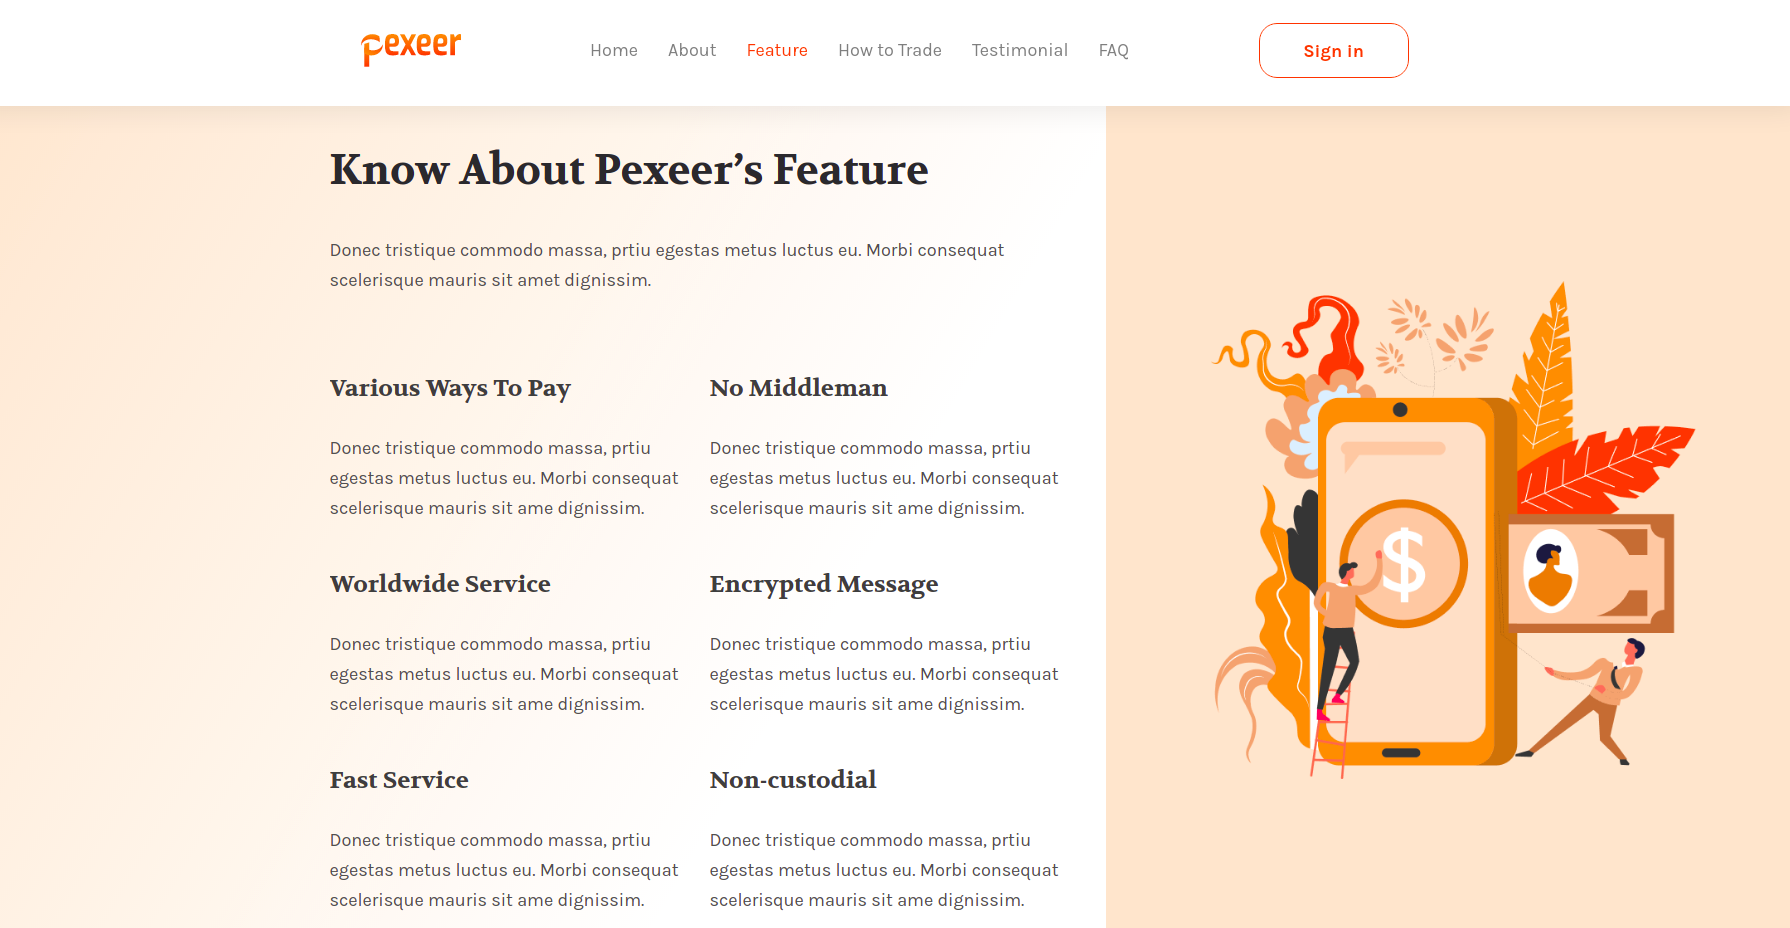 pexeer
Home About Feature How to Trade Testimonial FAQ
Sign in
Know About Pexeer’s Feature
Donec tristique commodo massa, prtiu egestas metus luctus eu. Morbi consequat
scelerisque mauris sit amet dignissim.
Various Ways To Pay
Donec tristique commodo massa, prtiu
egestas metus luctus eu. Morbi consequat
scelerisque mauris sit ame dignissim.
No Middleman
Donec tristique commodo massa, prtiu
egestas metus luctus eu. Morbi consequat
scelerisque mauris sit ame dignissim.
Worldwide Service
Donec tristique commodo massa, prtiu
egestas metus luctus eu. Morbi consequat
scelerisque mauris sit ame dignissim.
Encrypted Message
Donec tristique commodo massa, prtiu
egestas metus luctus eu. Morbi consequat
scelerisque mauris sit ame dignissim.
Fast Service
Donec tristique commodo massa, prtiu
egestas metus luctus eu. Morbi consequat
scelerisque mauris sit ame dignissim.
Non-custodial
Donec tristique commodo massa, prtiu
egestas metus luctus eu. Morbi consequat
scelerisque mauris sit ame dignissim.
$